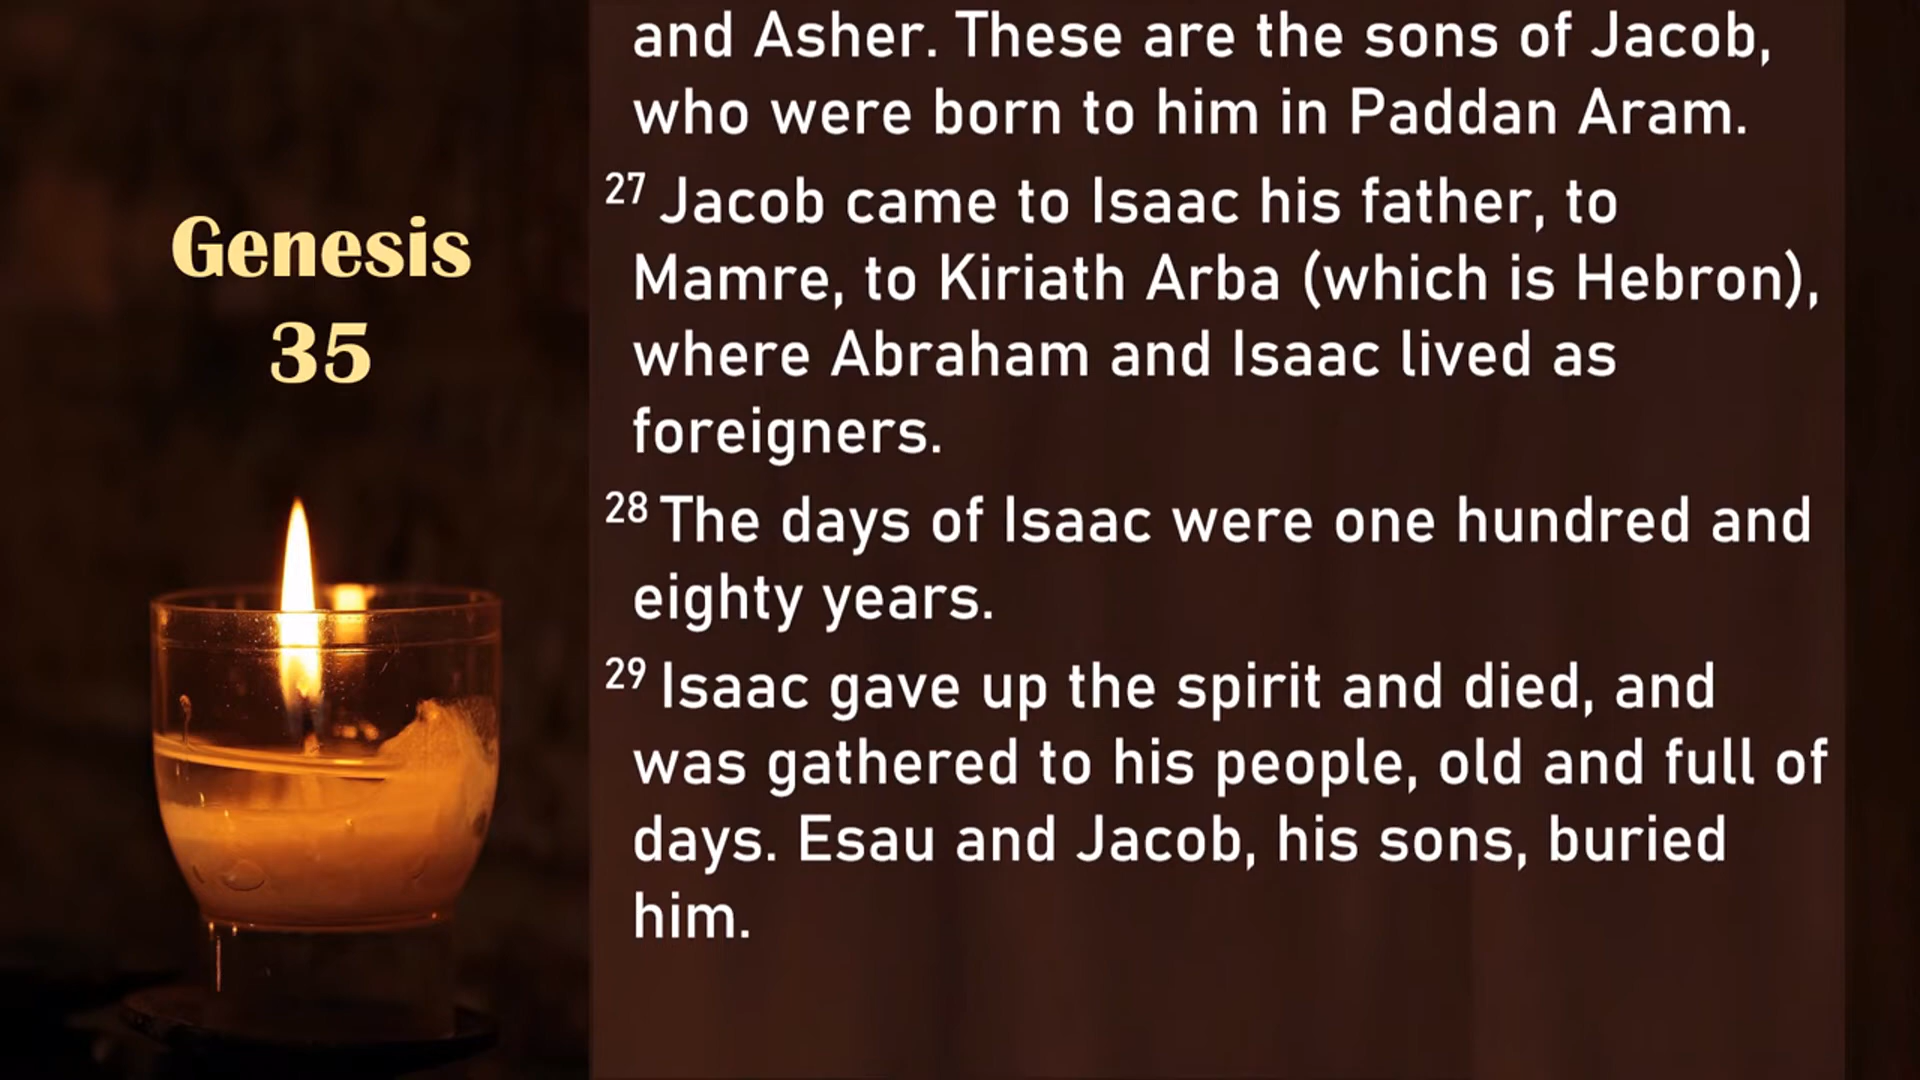 Genesis
35
and Asher. These are the sons of Jacob,
who were born to him in Paddan Aram.
27 Jacob came to Isaac his father, to
Mamre, to Kiriath Arba (which is Hebron),
where Abraham and Isaac lived as
foreigners.
28 The days of Isaac were one hundred and
eighty years.
29 Isaac gave up the spirit and died, and
was gathered to his people, old and full of
days. Esau and Jacob, his sons, buried
him.